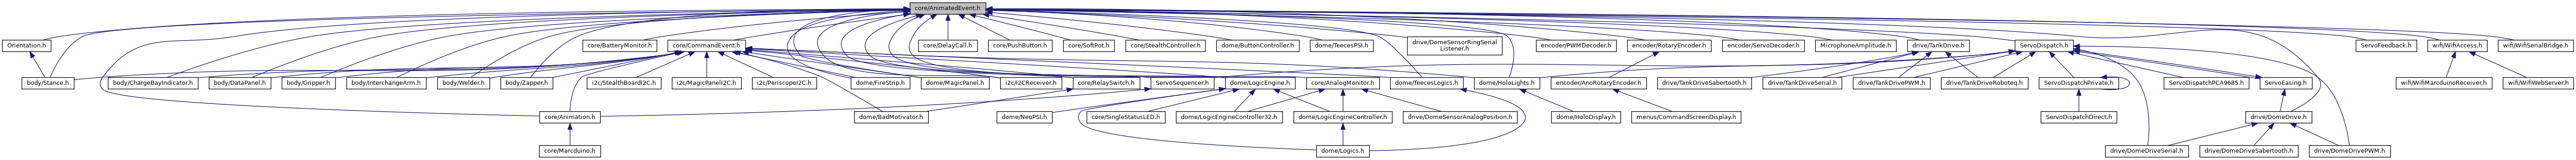 core/AnimatedEvent.h
Orientation.h
core/BatteryMonitor.h
core/CommandEvent.h
core/DelayCall.h
core/PushButton.h
core/SoftPot.h
core/StealthController.h
dome/ButtonController.h
dome/TeecesPSI.h
drive/DomeSensorRingSerial
Listener.h
encoder/PWMDecoder.h
encoder/RotaryEncoder.h
encoder/ServoDecoder.h
MicrophoneAmplitude.h
drive/TankDrive.h
ServoDispatch.h
ServoFeedback.h
wifi/WifiAccess.h
wifi/WifiSerialBridge.h
body/Stance.h
body/ChargeBayIndicator.h
body/DataPanel.h
body/Gripper.h
body/InterchangeArm.h
body/Welder.h
body/Zapper.h
i2c/StealthBoardI2C.h
i2c/MagicPanelI2C.h
i2c/PeriscopeI2C.h
dome/FireStrip.h
dome/MagicPanel.h
i2c/I2CReceiver.h
core/RelaySwitch.h
ServoSequencer.h
dome/LogicEngine.h
core/AnalogMonitor.h
dome/TeecesLogics.h
dome/HoloLights.h
encoder/AnoRotaryEncoder.h
drive/TankDriveSabertooth.h
drive/TankDriveSerial.h
drive/TankDrivePWM.h
drive/TankDriveRoboteq.h
ServoDispatchPrivate.h
ServoDispatchPCA9685.h
ServoEasing.h
wifi/WifiMarcduinoReceiver.h
wifi/WifiWebServer.h
core/Animation.h
dome/BadMotivator.h
dome/NeoPSI.h
core/SingleStatusLED.h
dome/LogicEngineController32.h
dome/LogicEngineController.h
drive/DomeSensorAnalogPosition.h
dome/HoloDisplay.h
menus/CommandScreenDisplay.h
ServoDispatchDirect.h
drive/DomeDrive.h
core/Marcduino.h
dome/Logics.h
drive/DomeDriveSerial.h
drive/DomeDriveSabertooth.h
drive/DomeDrivePWM.h